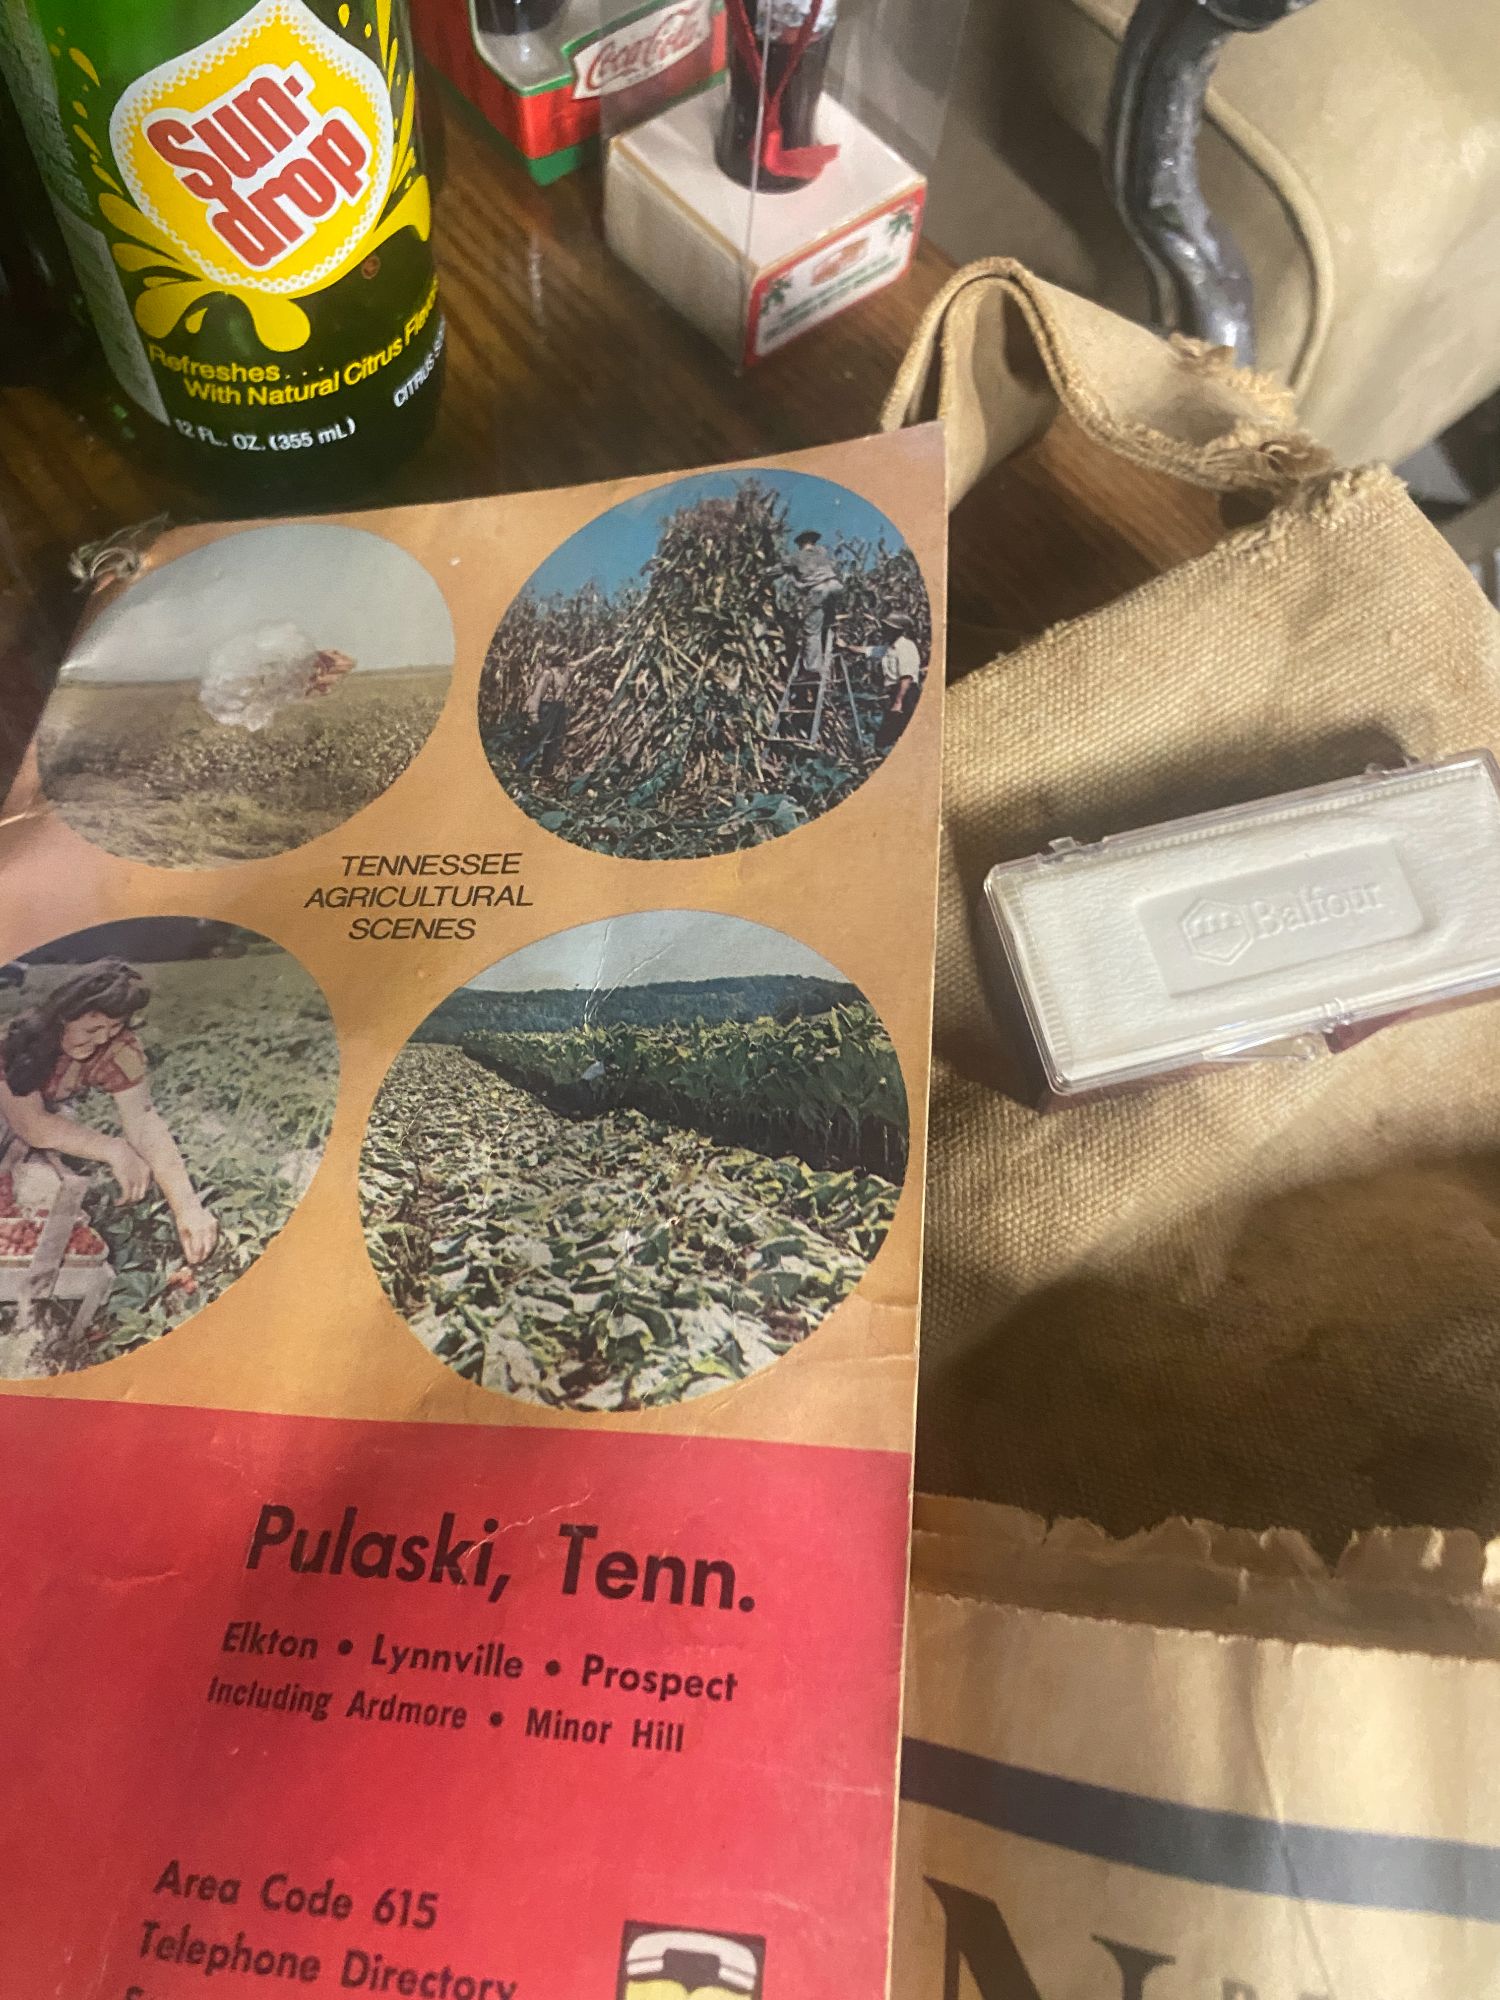 Sun-
drop
®
Refreshes...
With Natural Citrus
12 FL. OZ. (355 mL)
Coca-Cola
TENNESSEE
AGRICULTURAL
SCENES
Balfour
Pulaski, Tenn.
Elkton • Lynnville • Prospect
Including Ardmore • Minor Hill
Area Code 615
Telephone Directory